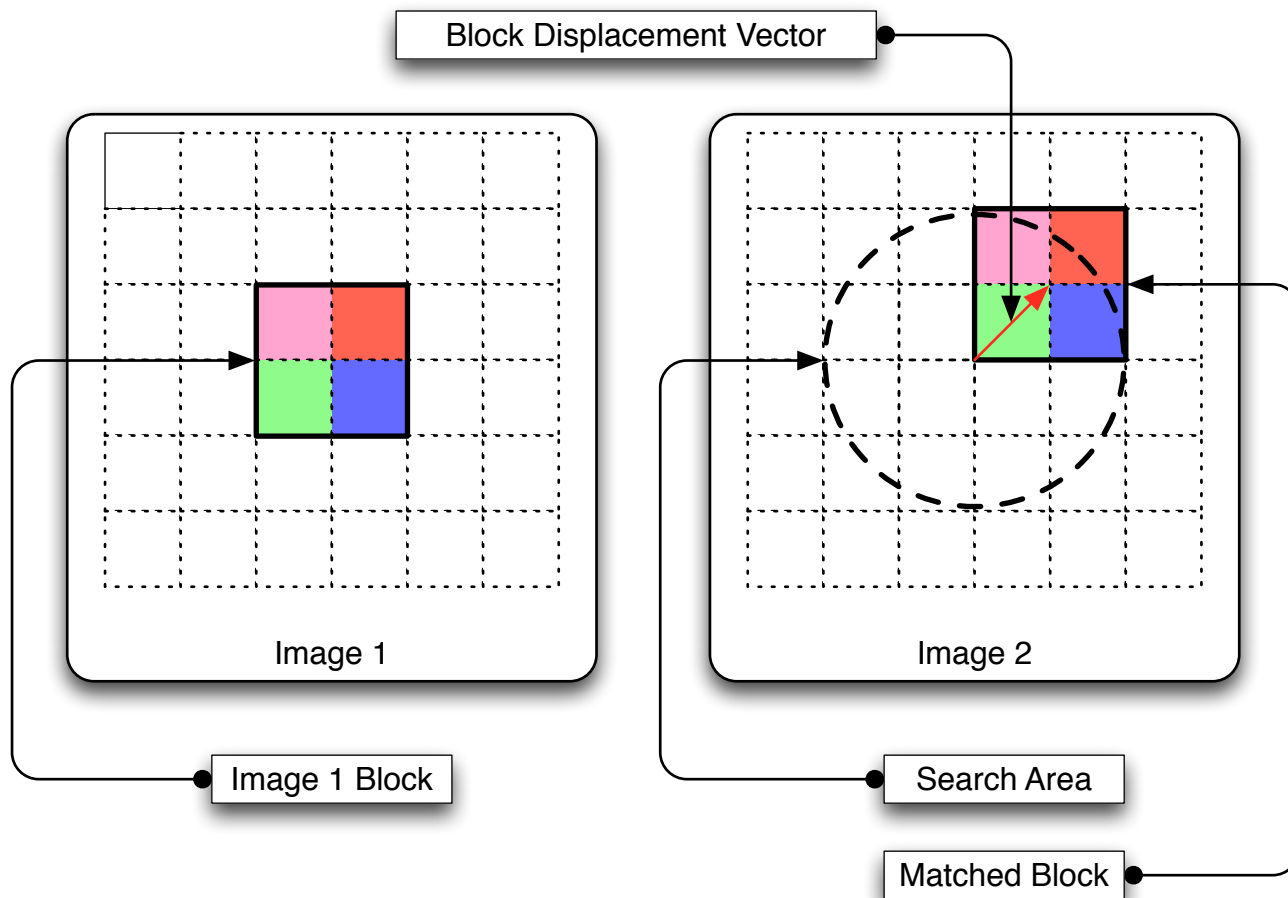 Block Displacement Vector
Image 1
Image 2
Image 1 Block
Search Area
Matched Block